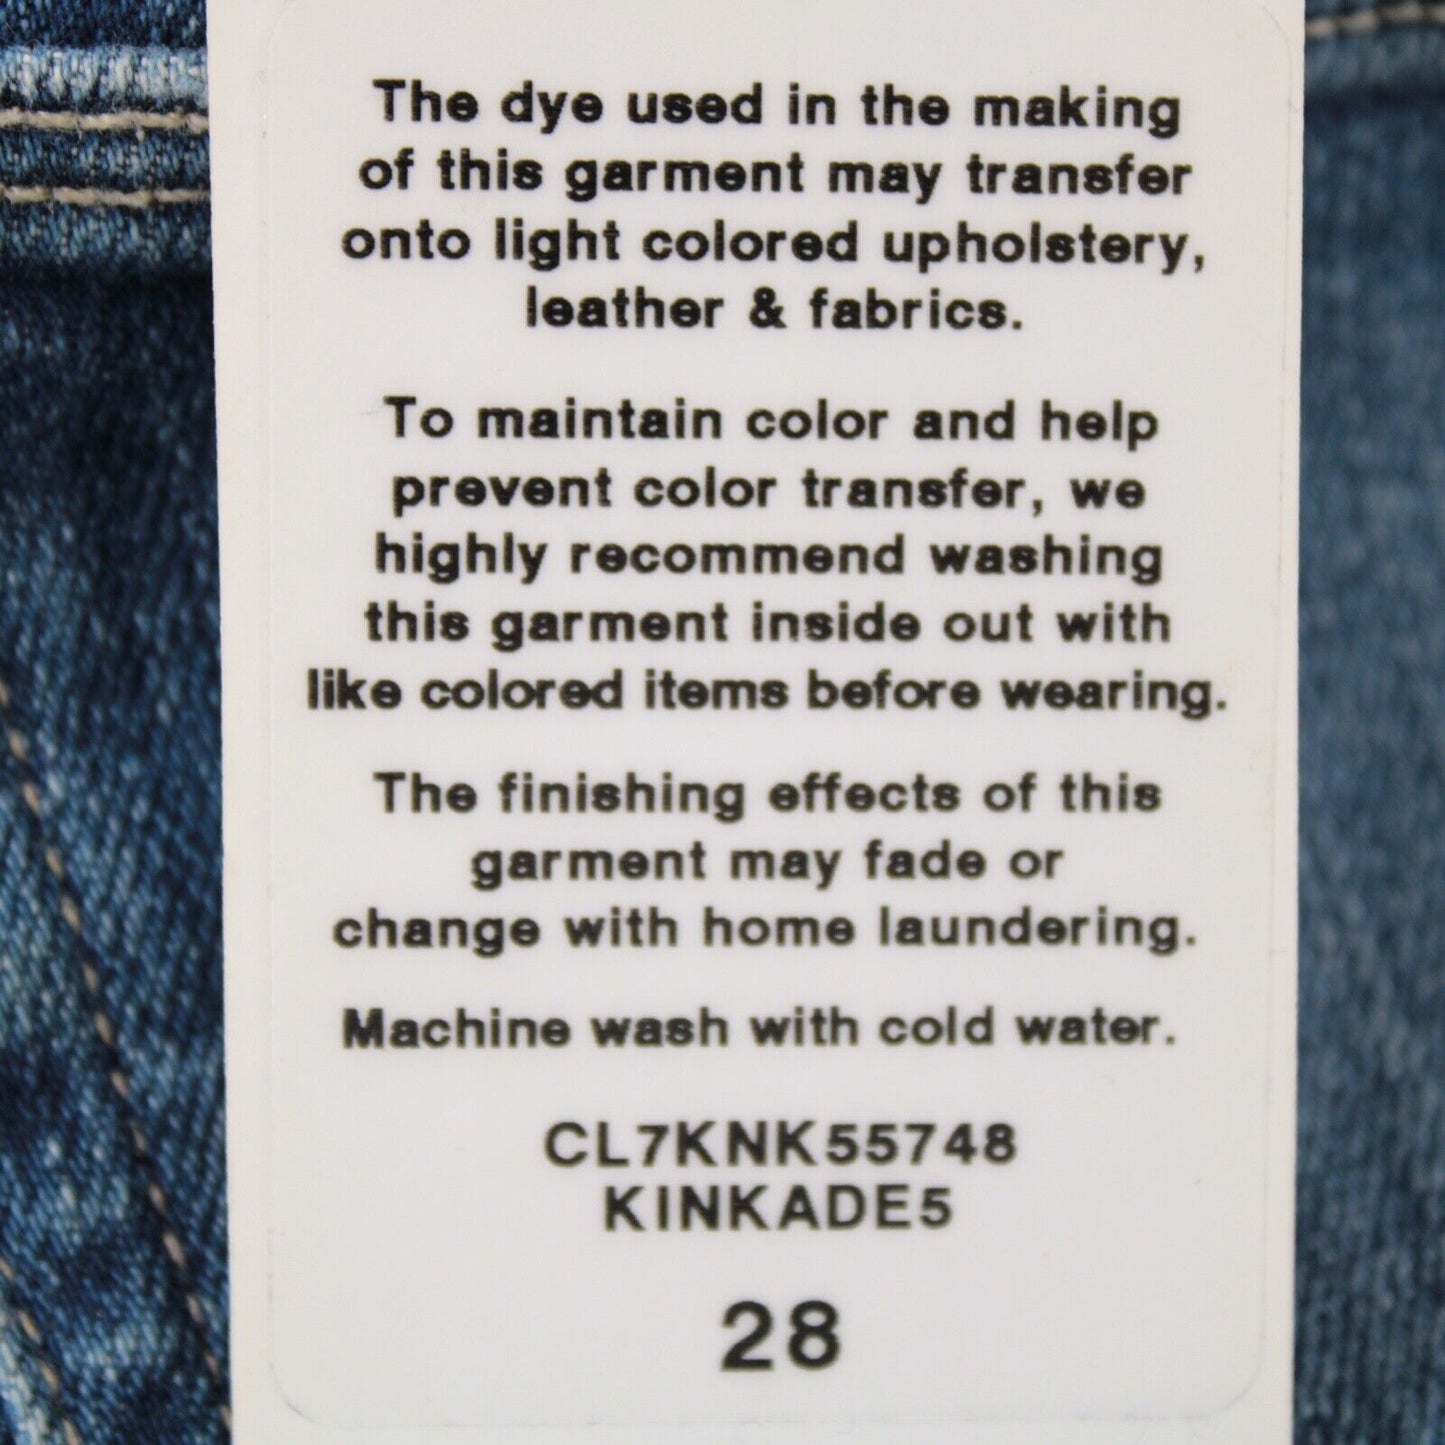 The dye used in the making
of this garment may transfer
onto light colored upholstery,
leather & fabrics.
To maintain color and help
prevent color transfer, we
highly recommend washing
this garment inside out with
like colored items before wearing.
The finishing effects of this
garment may fade or
change with home laundering.
Machine wash with cold water.
CL7KNK55748
KINKADE5
28